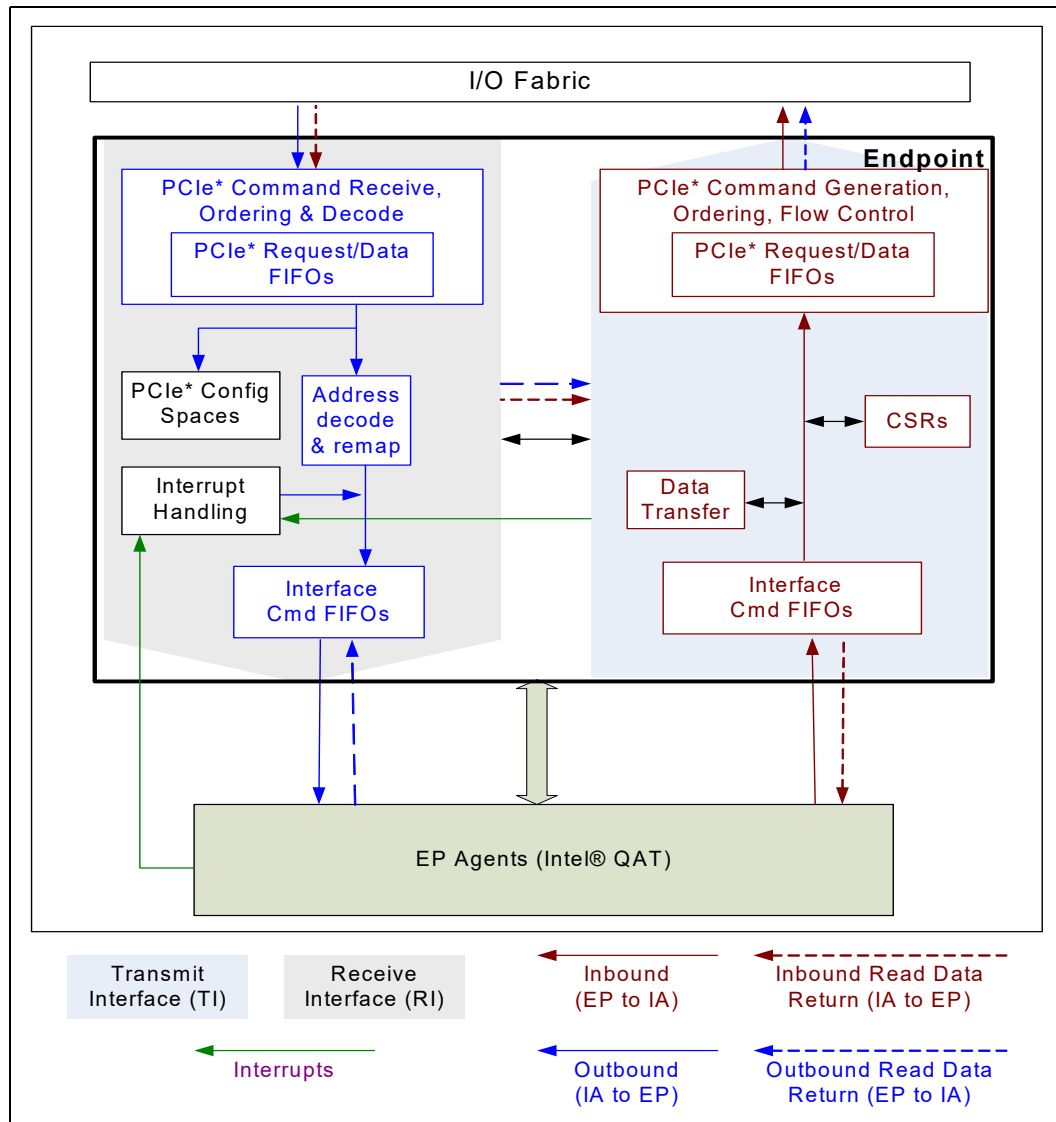 I/O Fabric
Endpoint
PCIe* Command Receive,
Ordering & Decode
PCIe* Request/Data
FIFOs
PCIe* Command Generation,
Ordering, Flow Control
PCIe* Request/Data
FIFOs
PCIe* Config
Spaces
Address
decode
& remap
CSRs
Interrupt
Handling
Data
Transfer
Interface
Cmd FIFOs
Interface
Cmd FIFOs
EP Agents (Intel® QAT)
Transmit
Interface (TI)
Receive
Interface (RI)
Inbound
(EP to IA)
Inbound Read Data
Return (IA to EP)
Interrupts
Outbound
(IA to EP)
Outbound Read Data
Return (EP to IA)